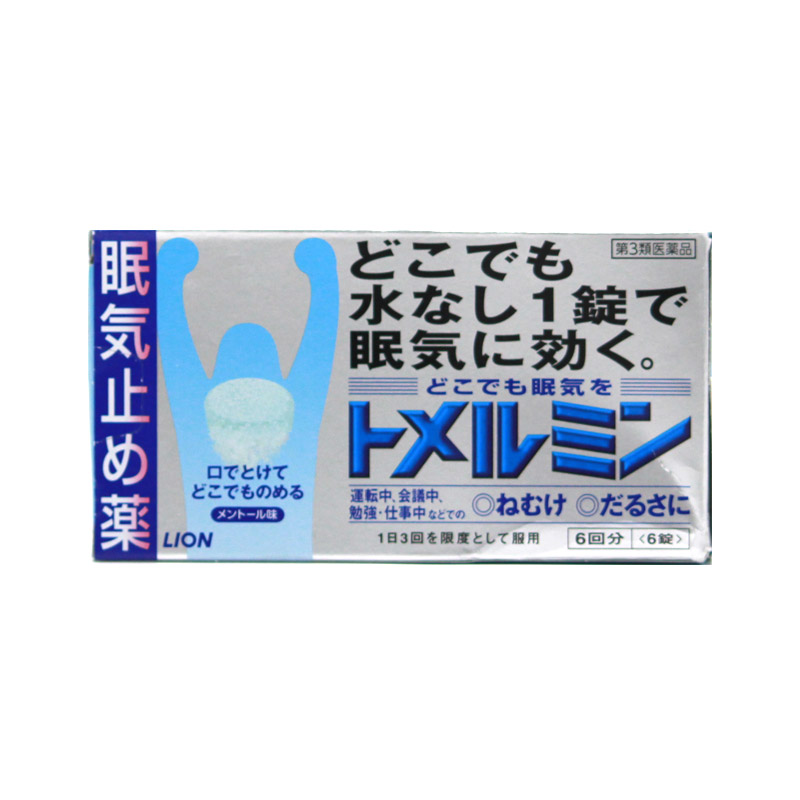 眠気止め薬
第3類医薬品
どこでも
水なし1錠で
眠気に効く。
どこでも眠気を
トメルミン
運転中、会議中、
勉強・仕事中などでの
◎ねむけ ◎だるさに
口でとけて
どこでものめる
メントール味
LION
1日3回を限度として服用
6回分 〈6錠〉